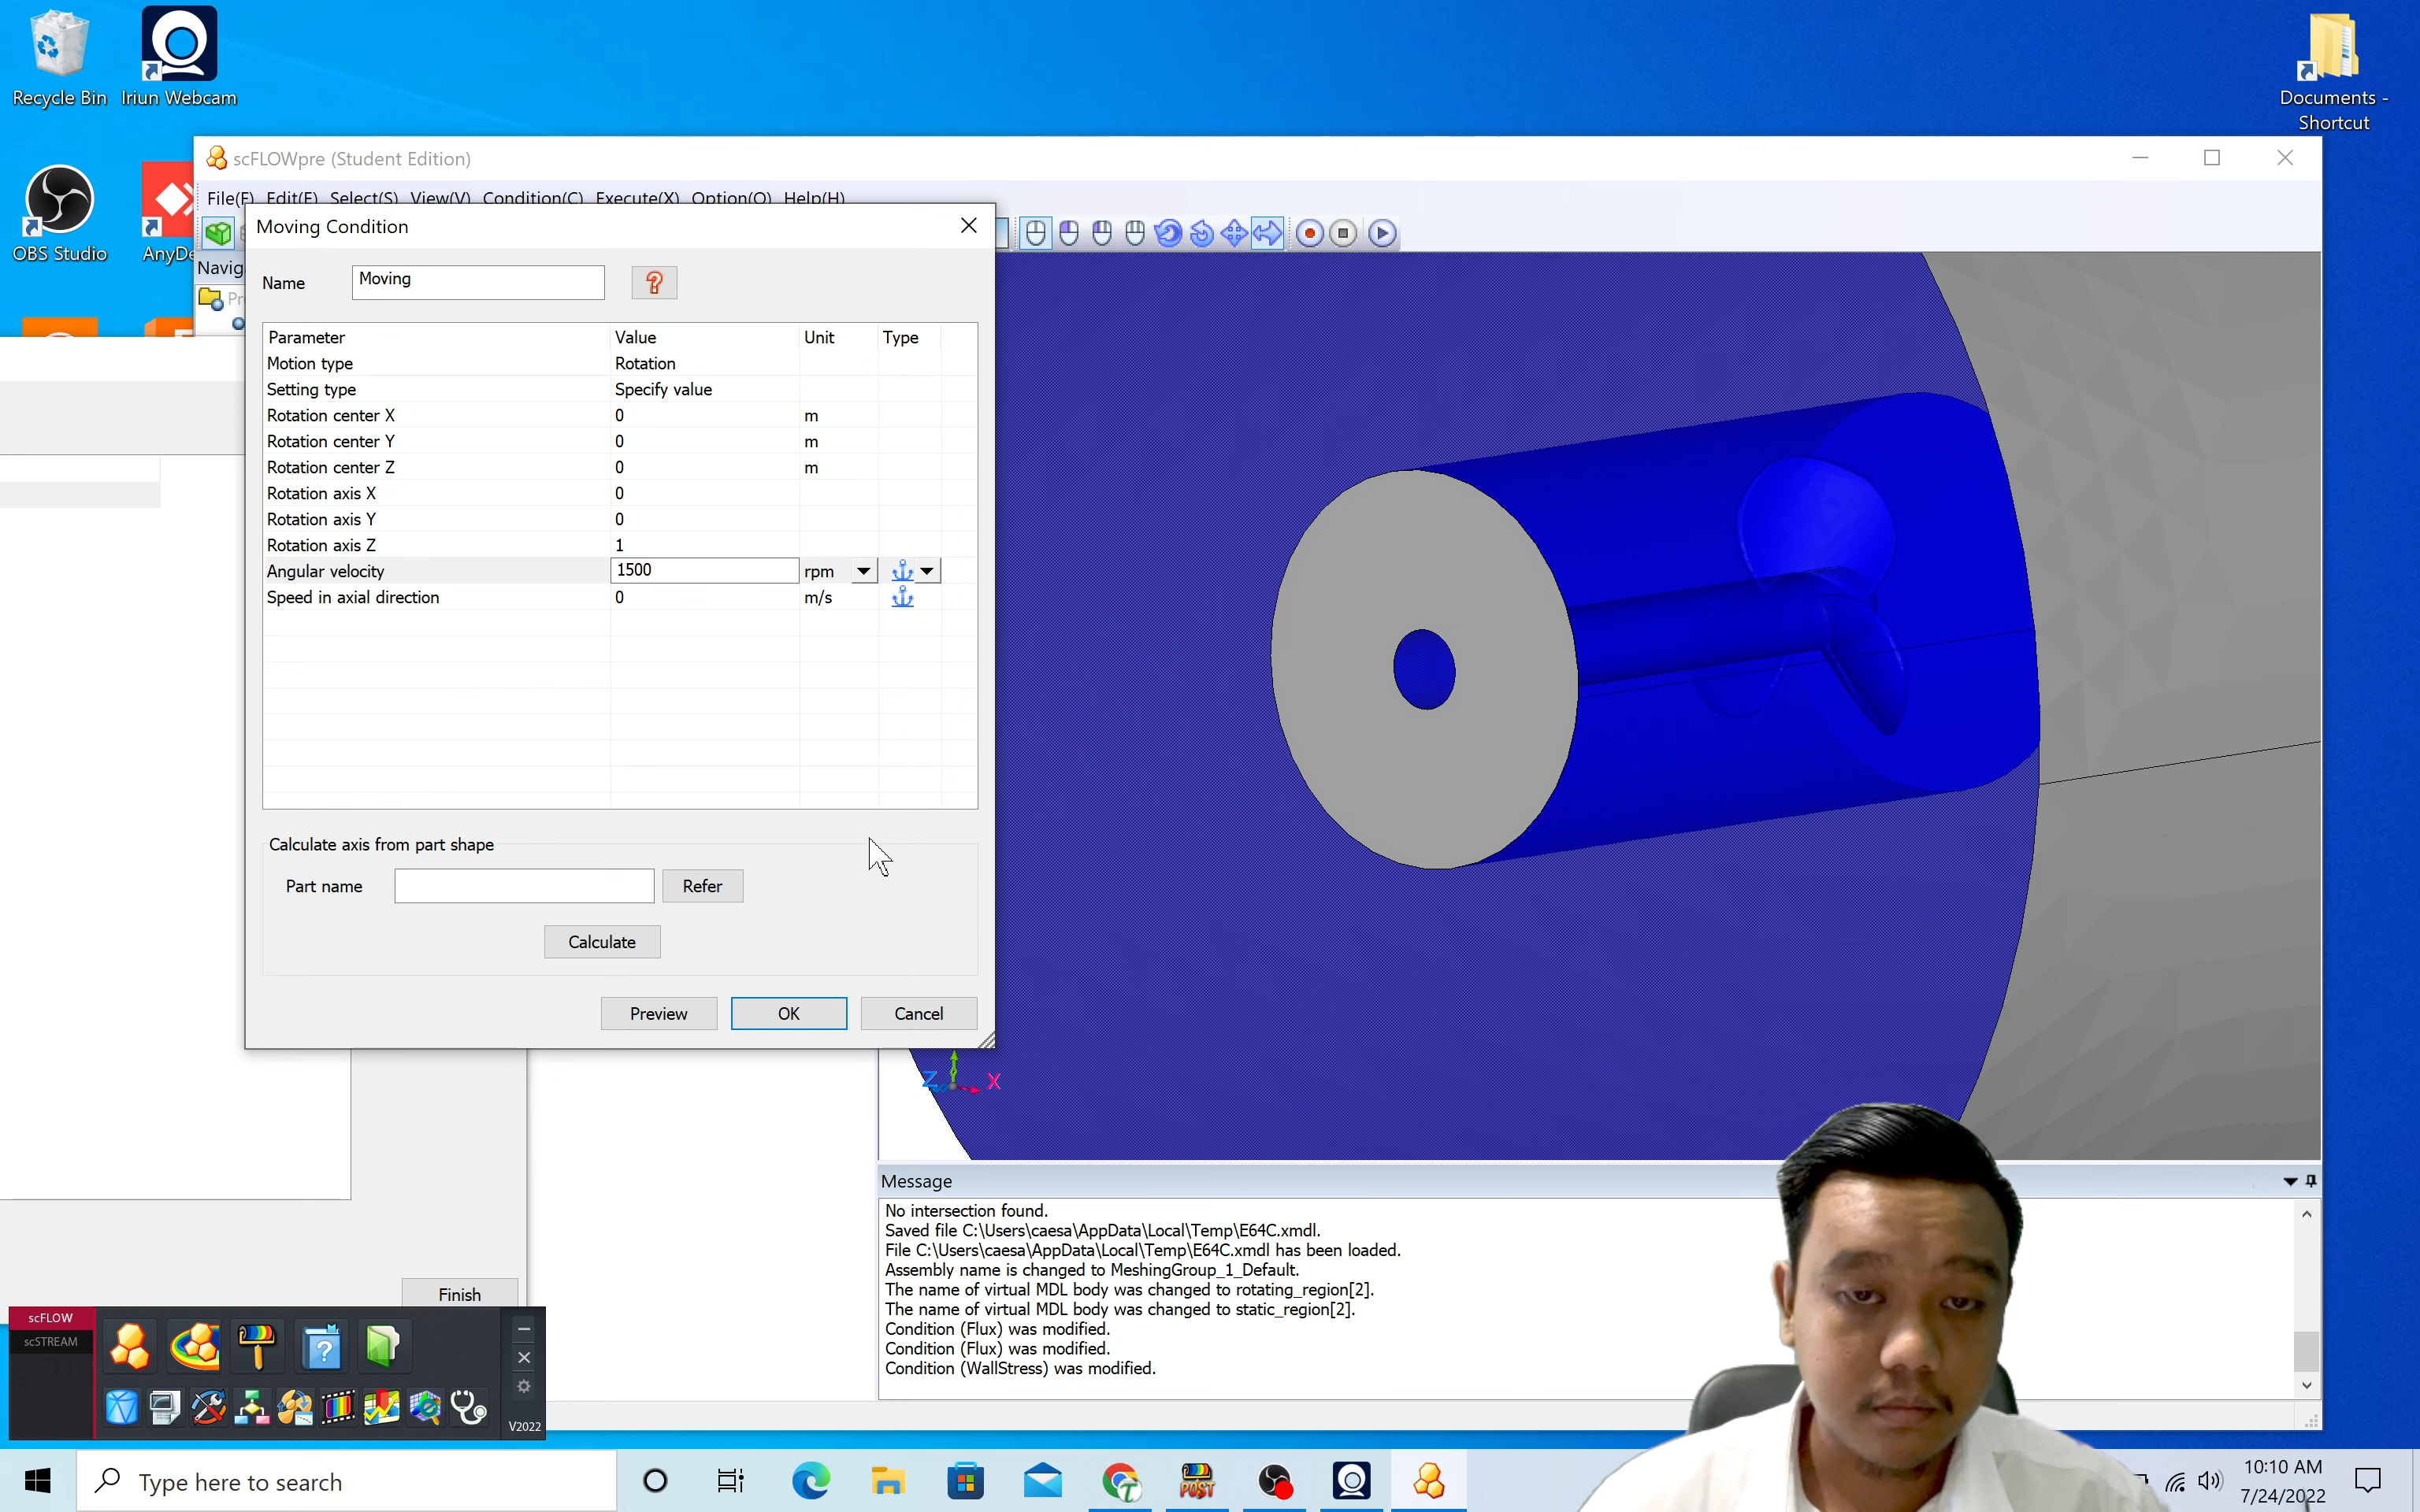 Recycle Bin
Iriun Webcam
Documents -
Shortcut
OBS Studio
AnyDe
scFLOWpre (Student Edition)
File(F) Edit(E) Select(S) View(V) Condition(C) Execute(X) Option(O) Help(H)
Navig
Pr
Moving Condition
Name
Moving
?
Parameter Value Unit Type
Motion type Rotation
Setting type Specify value
Rotation center X 0 m
Rotation center Y 0 m
Rotation center Z 0 m
Rotation axis X 0
Rotation axis Y 0
Rotation axis Z 1
Angular velocity 1500 rpm
Speed in axial direction 0 m/s
Calculate axis from part shape
Part name
Refer
Calculate
Preview OK Cancel
Z X
Message
No intersection found.
Saved file C:\Users\caesa\AppData\Local\Temp\E64C.xmdl.
File C:\Users\caesa\AppData\Local\Temp\E64C.xmdl has been loaded.
Assembly name is changed to MeshingGroup_1_Default.
The name of virtual MDL body was changed to rotating_region[2].
The name of virtual MDL body was changed to static_region[2].
Condition (Flux) was modified.
Condition (Flux) was modified.
Condition (WallStress) was modified.
Finish
scFLOW
scSTREAM
?
V2022
Type here to search
T
POST
10:10 AM
7/24/2022